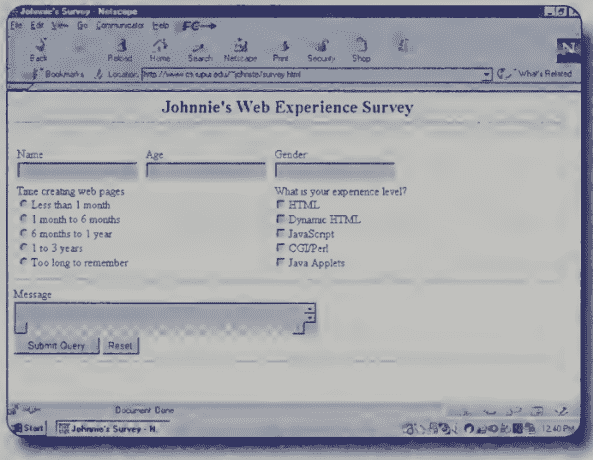 Johnnie's Survey - Netscape
File Edit View Go Communicator Help
Back Reload Home Search Netscape Print Security Shop
N
Bookmarks Location: What's Related
Johnnie's Web Experience Survey
Name Age Gender
Time creating web pages What is your experience level?
Less than 1 month HTML
1 month to 6 months Dynamic HTML
6 months to 1 year JavaScript
1 to 3 years CGI/Perl
Too long to remember Java Applets
Message
Submit Query Reset
Document: Done
Start Johnnie's Survey - N. 12:40 PM